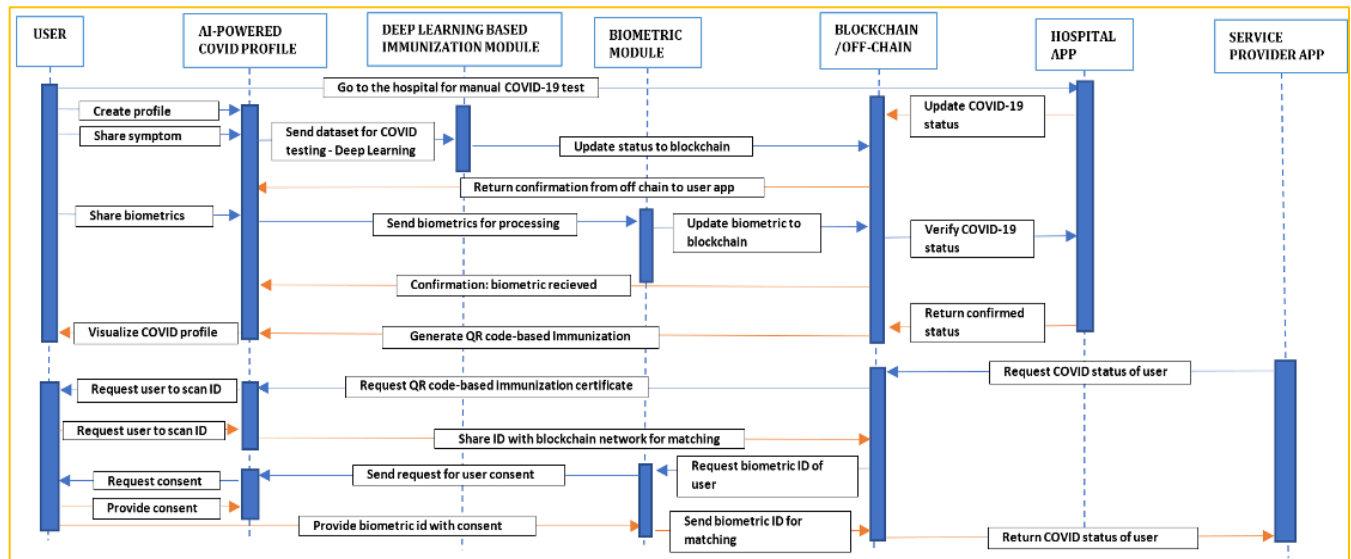 USER
AI-POWERED
COVID PROFILE
DEEP LEARNING BASED
IMMUNIZATION MODULE
BIOMETRIC
MODULE
BLOCKCHAIN
/OFF-CHAIN
HOSPITAL
APP
SERVICE
PROVIDER APP
Go to the hospital for manual COVID-19 test
Create profile
Update COVID-19
status
Share symptom
Send dataset for COVID
testing - Deep Learning
Update status to blockchain
Return confirmation from off chain to user app
Share biometrics
Send biometrics for processing
Update biometric to
blockchain
Verify COVID-19
status
Confirmation: biometric recieved
Return confirmed
status
Visualize COVID profile
Generate QR code-based Immunization
Request COVID status of user
Request user to scan ID
Request QR code-based immunization certificate
Request user to scan ID
Share ID with blockchain network for matching
Request biometric ID of
user
Send request for user consent
Request consent
Provide consent
Provide biometric id with consent
Send biometric ID for
matching
Return COVID status of user